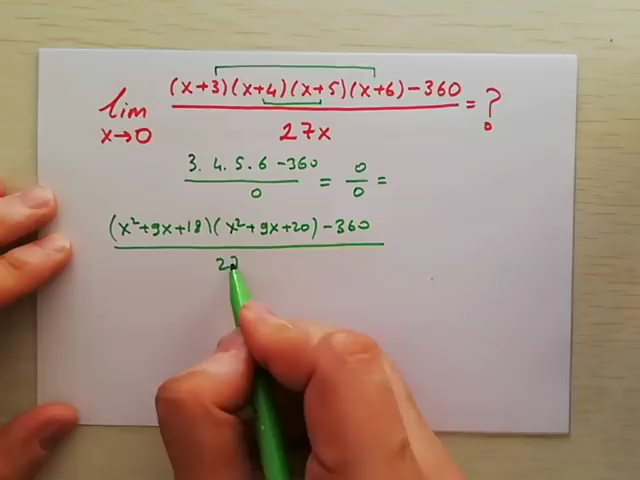 lim x→0 (x+3)(x+4)(x+5)(x+6)-360 / 27x = ?
3. 4. 5. 6 -360 / 0 = 0 / 0 =
(x²+9x+18)(x²+9x+20)-360
27